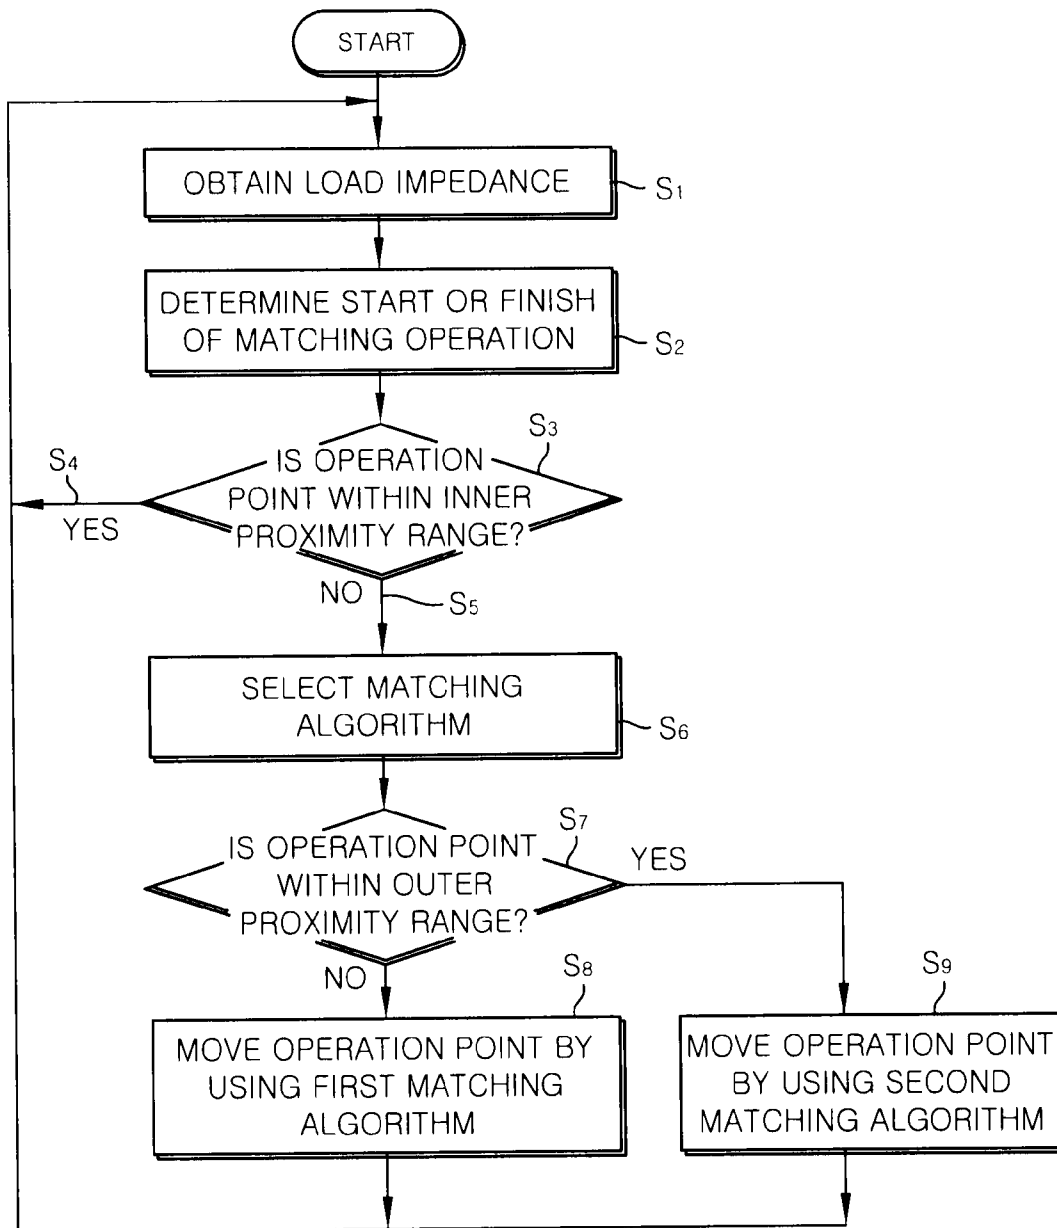 START
OBTAIN LOAD IMPEDANCE
S1
DETERMINE START OR FINISH
OF MATCHING OPERATION
S2
S3
IS OPERATION
POINT WITHIN INNER
PROXIMITY RANGE?
S4
YES
NO
S5
SELECT MATCHING
ALGORITHM
S6
S7
IS OPERATION POINT
WITHIN OUTER
PROXIMITY RANGE?
YES
NO
S8
MOVE OPERATION POINT BY
USING FIRST MATCHING
ALGORITHM
S9
MOVE OPERATION POINT
BY USING SECOND
MATCHING ALGORITHM